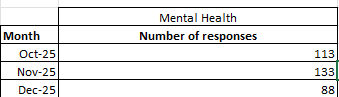 Mental Health
Month Number of responses
Oct-25 113
Nov-25 133
Dec-25 88